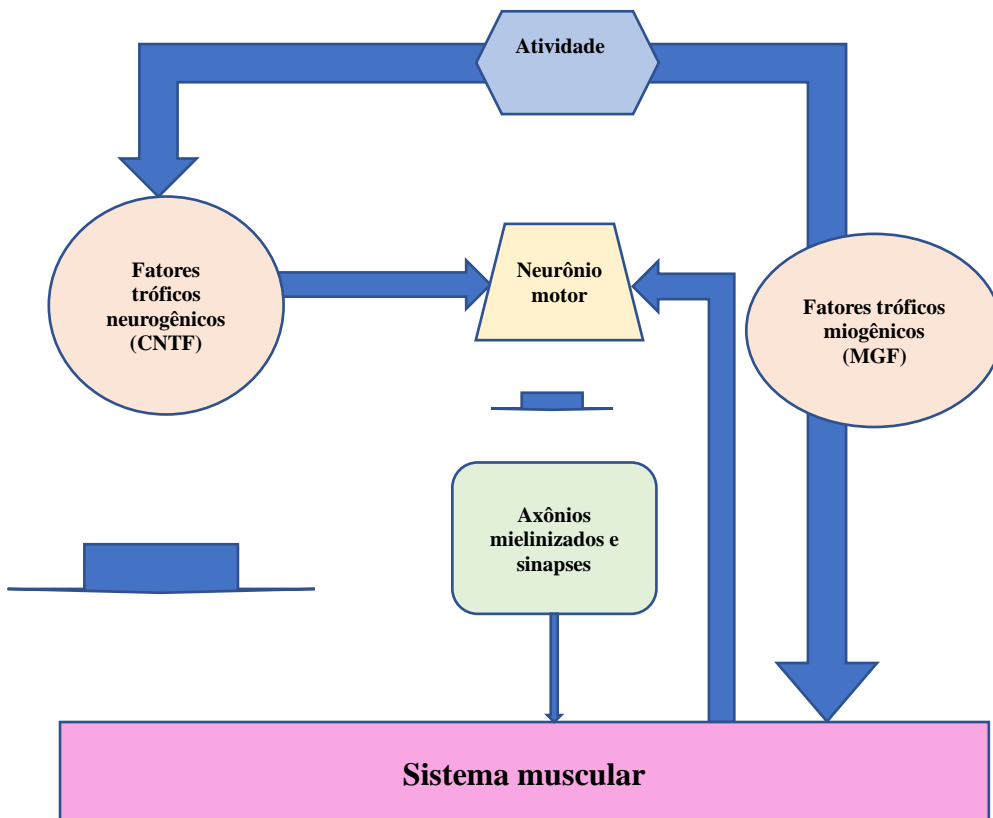 Atividade
Fatores
tróficos
neurogênicos
(CNTF)
Neurônio
motor
Fatores tróficos
miogênicos
(MGF)
Axônios
mielinizados e
sinapses
Sistema muscular